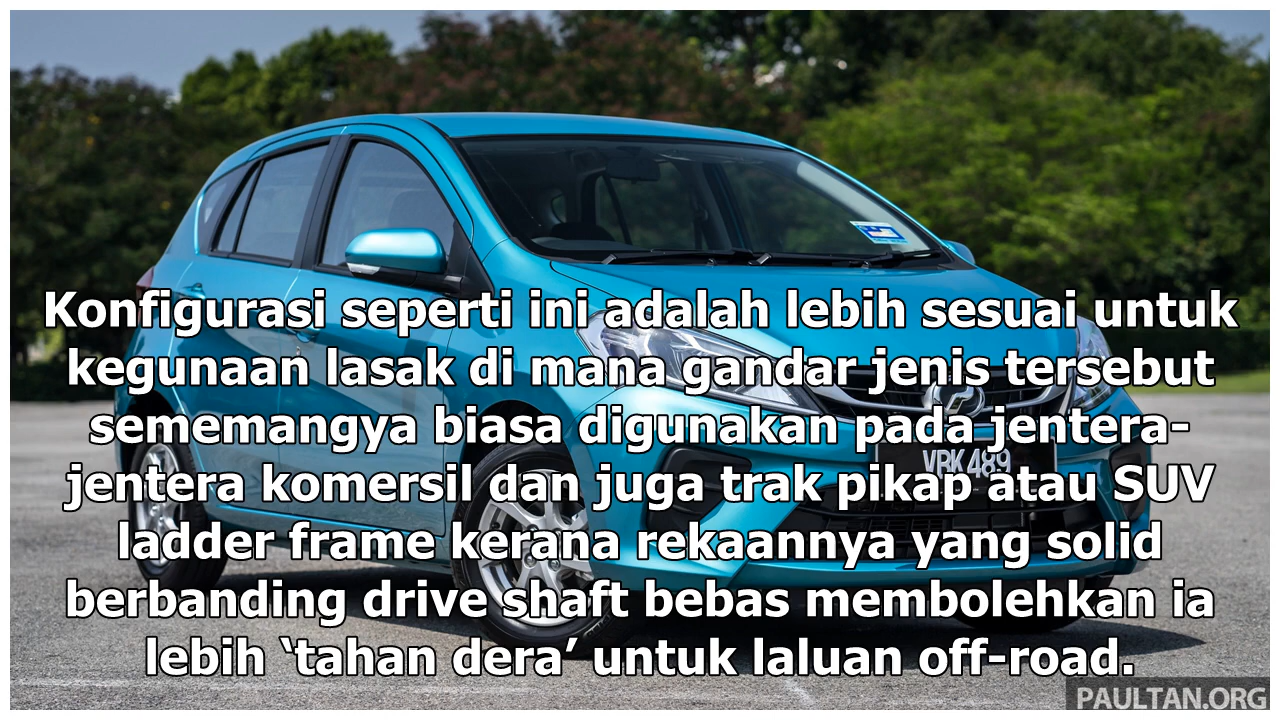 Konfigurasi seperti ini adalah lebih sesuai untuk
kegunaan lasak di mana gandar jenis tersebut
sememangya biasa digunakan pada jentera-
jentera komersil dan juga trak pikap atau SUV
ladder frame kerana rekaannya yang solid
berbanding drive shaft bebas membolehkan ia
lebih ‘tahan dera’ untuk laluan off-road.
VRK489
PAULTAN.ORG